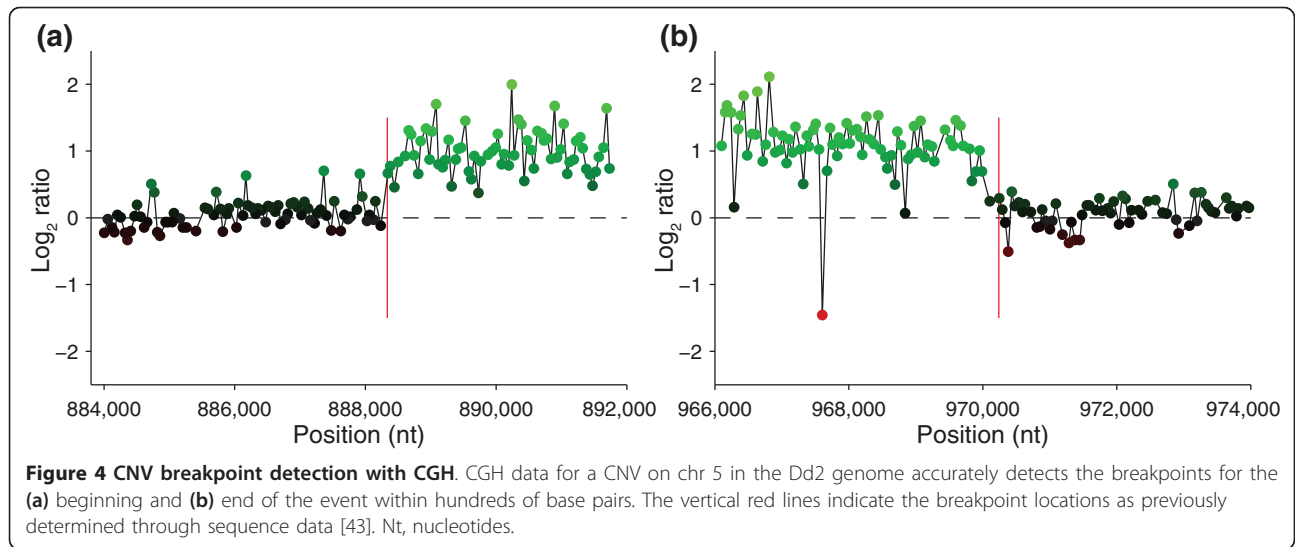 (a)
2
1
0
−1
−2
Log2 ratio
884,000 886,000 888,000 890,000 892,000
Position (nt)
(b)
2
1
0
−1
−2
Log2 ratio
966,000 968,000 970,000 972,000 974,000
Position (nt)
Figure 4 CNV breakpoint detection with CGH. CGH data for a CNV on chr 5 in the Dd2 genome accurately detects the breakpoints for the
(a) beginning and (b) end of the event within hundreds of base pairs. The vertical red lines indicate the breakpoint locations as previously
determined through sequence data [43]. Nt, nucleotides.